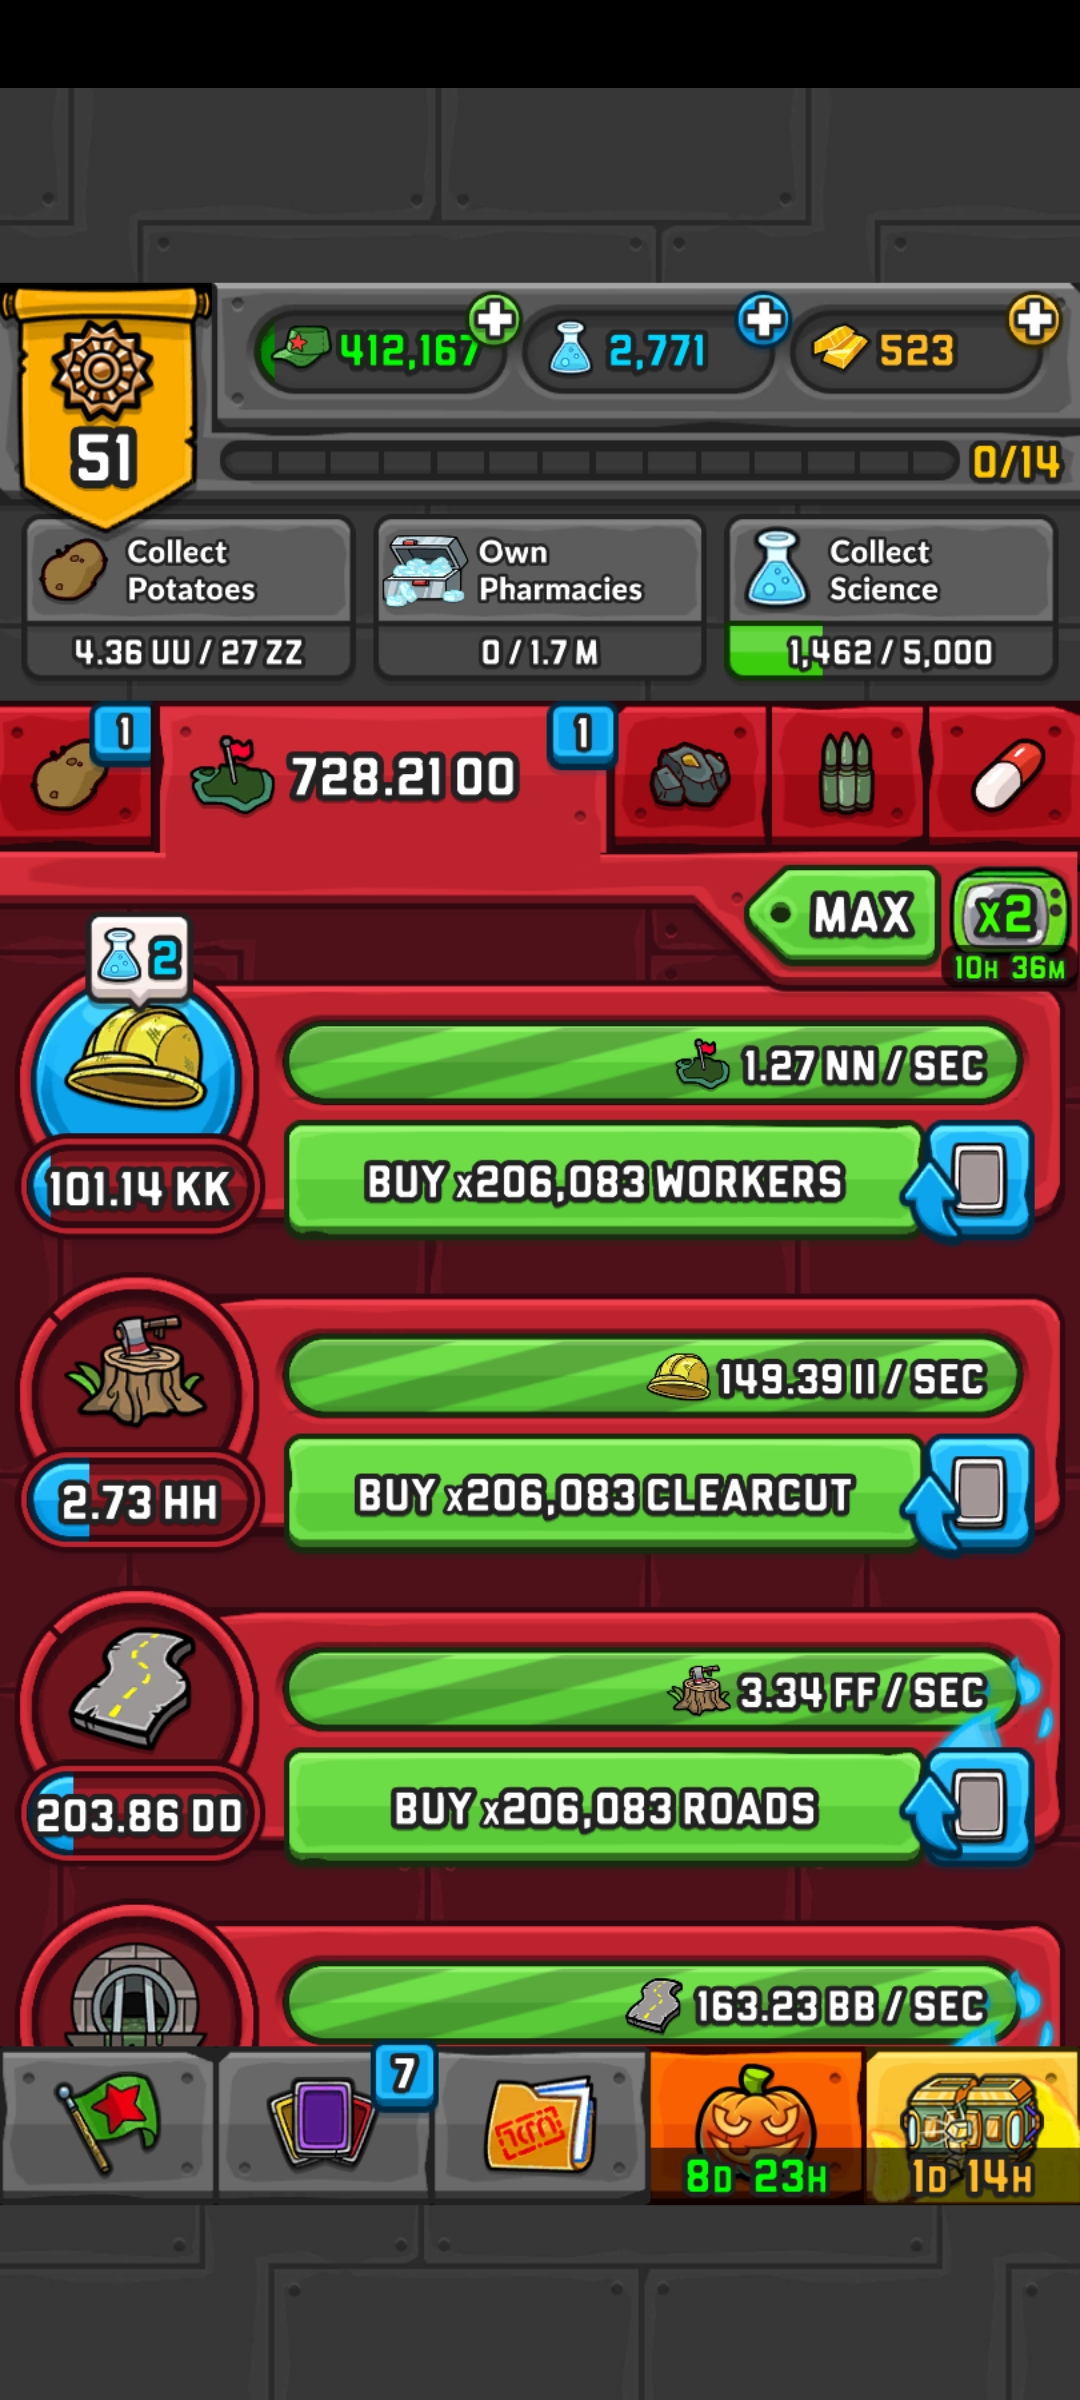 412,167
2,771
523
51
0/14
Collect
Potatoes
4.36 UU / 27 ZZ
Own
Pharmacies
0 / 1.7 M
Collect
Science
1,462 / 5,000
1
728.21 OO
1
MAX
x2
10H 36M
2
1.27 NN / SEC
101.14 KK
BUY x206,083 WORKERS
149.39 II / SEC
2.73 HH
BUY x206,083 CLEARCUT
3.34 FF / SEC
203.86 DD
BUY x206,083 ROADS
163.23 BB / SEC
7
8D 23H
1D 14H